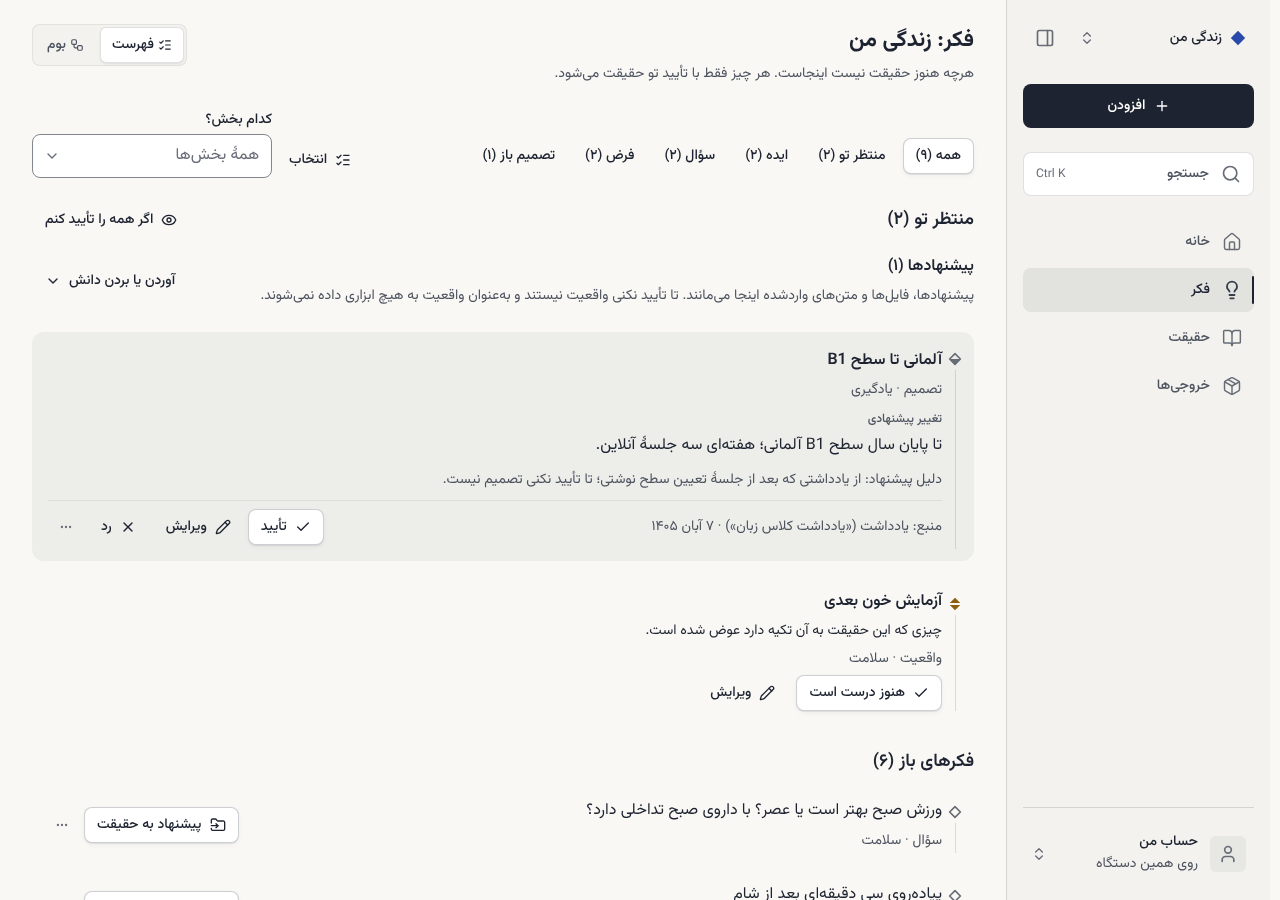 زندگی من
افزودن
جستجو
Ctrl K
خانه
فکر
حقیقت
خروجی‌ها
حساب من
روی همین دستگاه
فکر: زندگی من
هرچه هنوز حقیقت نیست اینجاست. هر چیز فقط با تأیید تو حقیقت می‌شود.
فهرست
بوم
همه (۹)
منتظر تو (۲)
ایده (۲)
سؤال (۲)
فرض (۲)
تصمیم باز (۱)
انتخاب
کدام بخش؟
همهٔ بخش‌ها
منتظر تو (۲)
اگر همه را تأیید کنم
پیشنهادها (۱)
پیشنهادها، فایل‌ها و متن‌های واردشده اینجا می‌مانند. تا تأیید نکنی واقعیت نیستند و به‌عنوان واقعیت به هیچ ابزاری داده نمی‌شوند.
آوردن یا بردن دانش
آلمانی تا سطح B1
تصمیم · یادگیری
تغییر پیشنهادی
تا پایان سال سطح B1 آلمانی؛ هفته‌ای سه جلسهٔ آنلاین.
دلیل پیشنهاد: از یادداشتی که بعد از جلسهٔ تعیین سطح نوشتی؛ تا تأیید نکنی تصمیم نیست.
منبع: یادداشت («یادداشت کلاس زبان») · ۷ آبان ۱۴۰۵
تأیید
ویرایش
رد
آزمایش خون بعدی
چیزی که این حقیقت به آن تکیه دارد عوض شده است.
واقعیت · سلامت
هنوز درست است
ویرایش
فکرهای باز (۶)
ورزش صبح بهتر است یا عصر؟ با داروی صبح تداخلی دارد؟
سؤال · سلامت
پیشنهاد به حقیقت
پیاده‌روی سی دقیقه‌ای بعد از شام